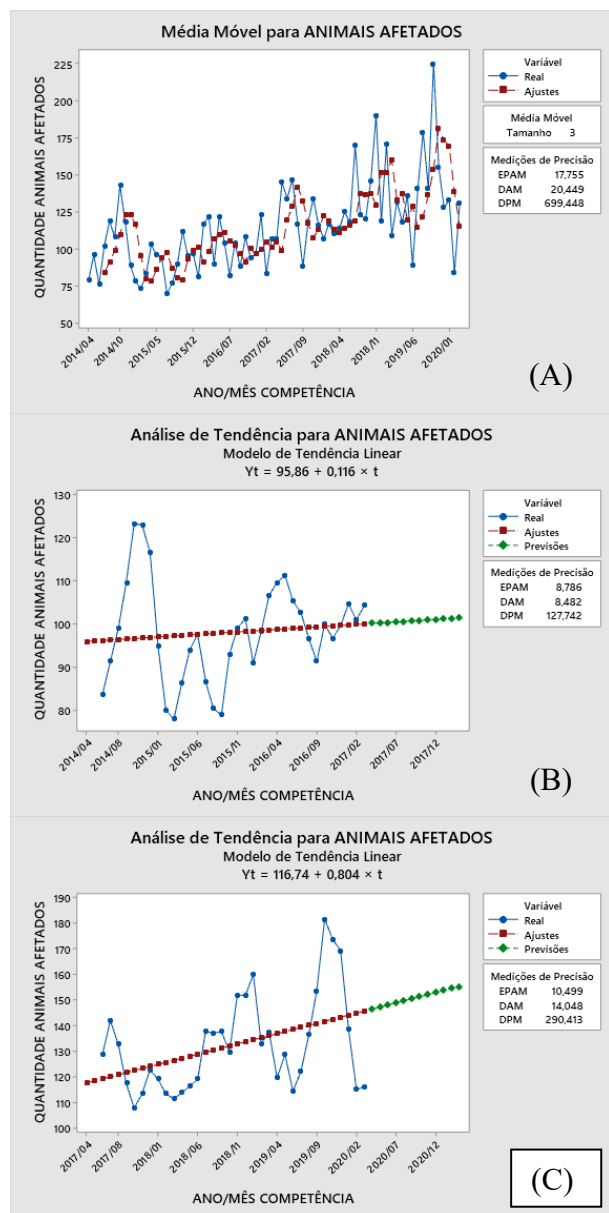 Média Móvel para ANIMAIS AFETADOS
QUANTIDADE ANIMAIS AFETADOS
225
200
175
150
125
100
75
50
2014/04
2014/10
2015/05
2015/12
2016/07
2017/02
2017/09
2018/04
2018/11
2019/06
2020/01
ANO/MÊS COMPETÊNCIA
Variável
Real
Ajustes
Média Móvel
Tamanho 3
Medições de Precisão
EPAM 17,755
DAM 20,449
DPM 699,448
(A)
Análise de Tendência para ANIMAIS AFETADOS
Modelo de Tendência Linear
Yt = 95,86 + 0,116 × t
QUANTIDADE ANIMAIS AFETADOS
130
120
110
100
90
80
2014/04
2014/08
2015/01
2015/06
2015/11
2016/04
2016/09
2017/02
2017/07
2017/12
ANO/MÊS COMPETÊNCIA
Variável
Real
Ajustes
Previsões
Medições de Precisão
EPAM 8,786
DAM 8,482
DPM 127,742
(B)
Análise de Tendência para ANIMAIS AFETADOS
Modelo de Tendência Linear
Yt = 116,74 + 0,804 × t
QUANTIDADE ANIMAIS AFETADOS
190
180
170
160
150
140
130
120
110
100
2017/04
2017/08
2018/01
2018/06
2018/11
2019/04
2019/09
2020/02
2020/07
2020/12
ANO/MÊS COMPETÊNCIA
Variável
Real
Ajustes
Previsões
Medições de Precisão
EPAM 10,499
DAM 14,048
DPM 290,413
(C)